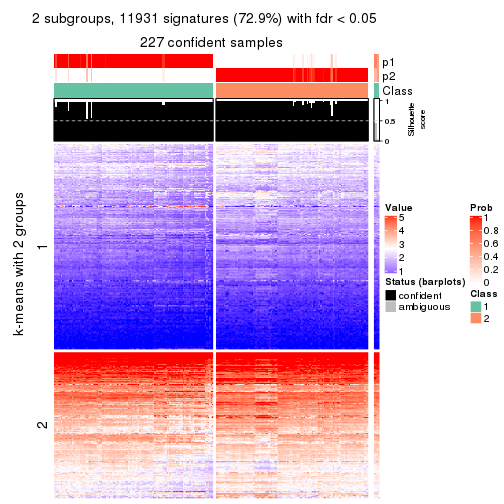 2 subgroups, 11931 signatures (72.9%) with fdr < 0.05
227 confident samples
p1
p2
Class
1
0.5
0
Silhouette
score
k-means with 2 groups
1
2
Value
5
4
3
2
1
Status (barplots)
confident
ambiguous
Prob
1
0.8
0.6
0.4
0.2
0
Class
1
2